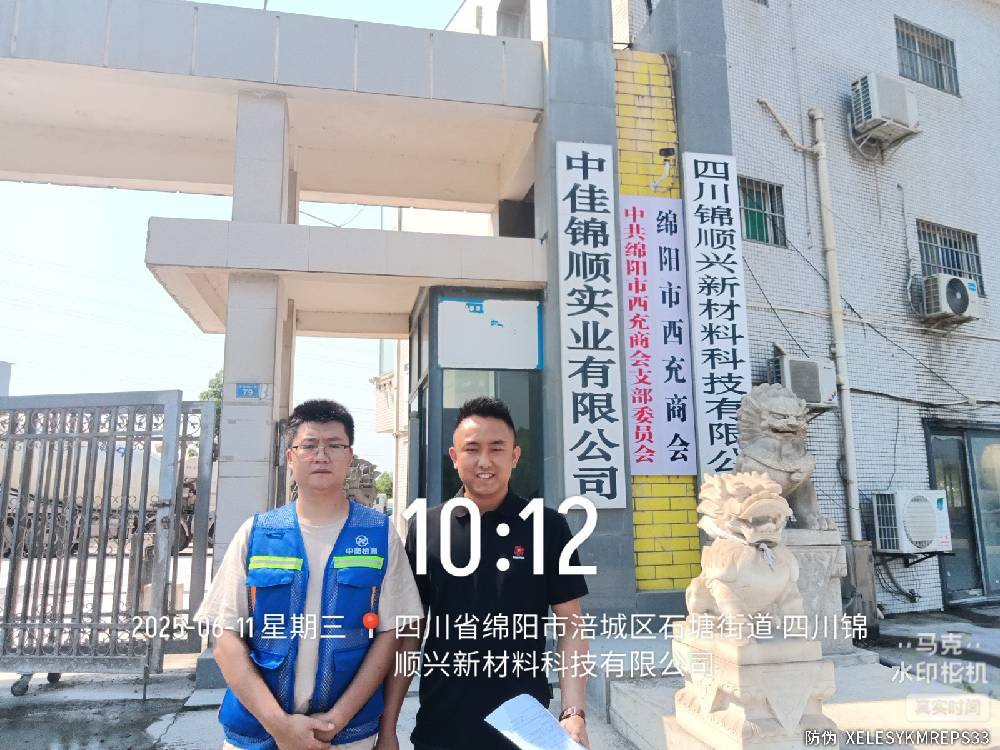 中佳锦顺实业有限公司
中共绵阳市西充商会支部委员会
绵阳市西充商会
四川锦顺兴新材料科技有限公
79
中国检测
10:12
2025-06-11 星期三
四川省绵阳市涪城区石塘街道·四川锦
顺兴新材料科技有限公司
马克
水印相机
真实时间
防伪 XELESYKMREPS33